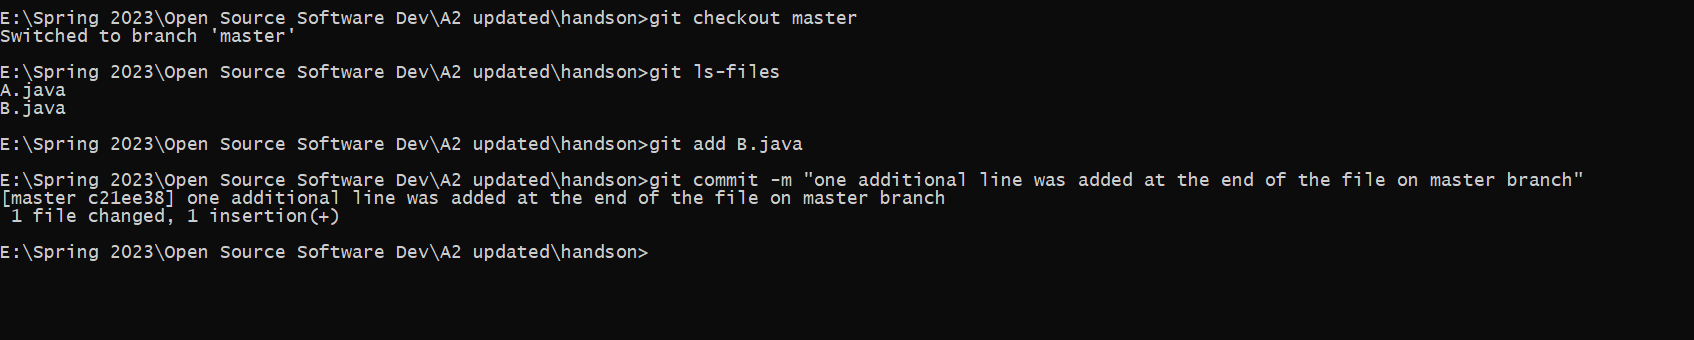 E:\Spring 2023\Open Source Software Dev\A2 updated\handson>git checkout master
Switched to branch 'master'
E:\Spring 2023\Open Source Software Dev\A2 updated\handson>git ls-files
A.java
B.java
E:\Spring 2023\Open Source Software Dev\A2 updated\handson>git add B.java
E:\Spring 2023\Open Source Software Dev\A2 updated\handson>git commit -m "one additional line was added at the end of the file on master branch"
[master c21ee38] one additional line was added at the end of the file on master branch
 1 file changed, 1 insertion(+)
E:\Spring 2023\Open Source Software Dev\A2 updated\handson>